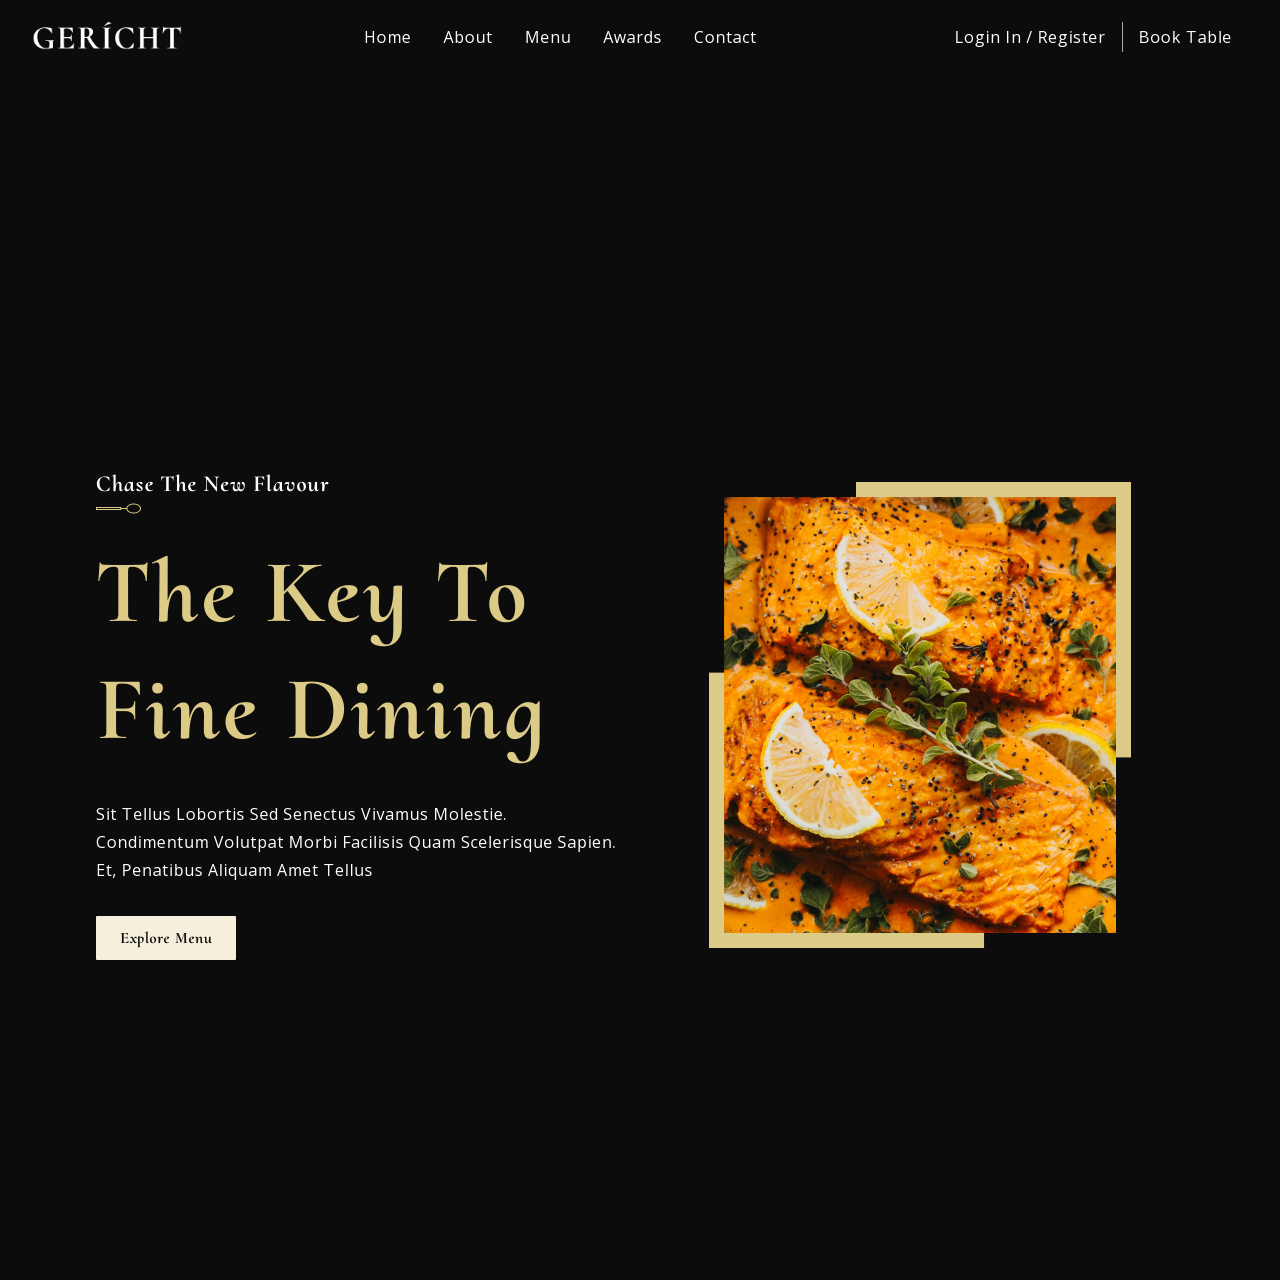 GERÍCHT
Home About Menu Awards Contact
Login In / Register Book Table
Chase The New Flavour
The Key To
Fine Dining
Sit Tellus Lobortis Sed Senectus Vivamus Molestie.
Condimentum Volutpat Morbi Facilisis Quam Scelerisque Sapien.
Et, Penatibus Aliquam Amet Tellus
Explore Menu